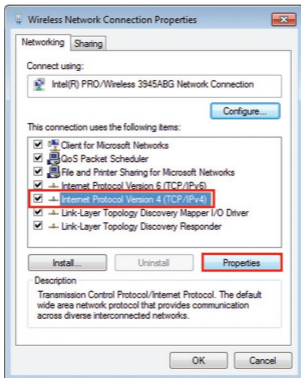 Wireless Network Connection Properties
Networking Sharing
Connect using:
Intel(R) PRO/Wireless 3945ABG Network Connection
Configure...
This connection uses the following items:
Client for Microsoft Networks
QoS Packet Scheduler
File and Printer Sharing for Microsoft Networks
Internet Protocol Version 6 (TCP/IPv6)
Internet Protocol Version 4 (TCP/IPv4)
Link-Layer Topology Discovery Mapper I/O Driver
Link-Layer Topology Discovery Responder
Install... Uninstall Properties
Description
Transmission Control Protocol/Internet Protocol. The default
wide area network protocol that provides communication
across diverse interconnected networks.
OK Cancel